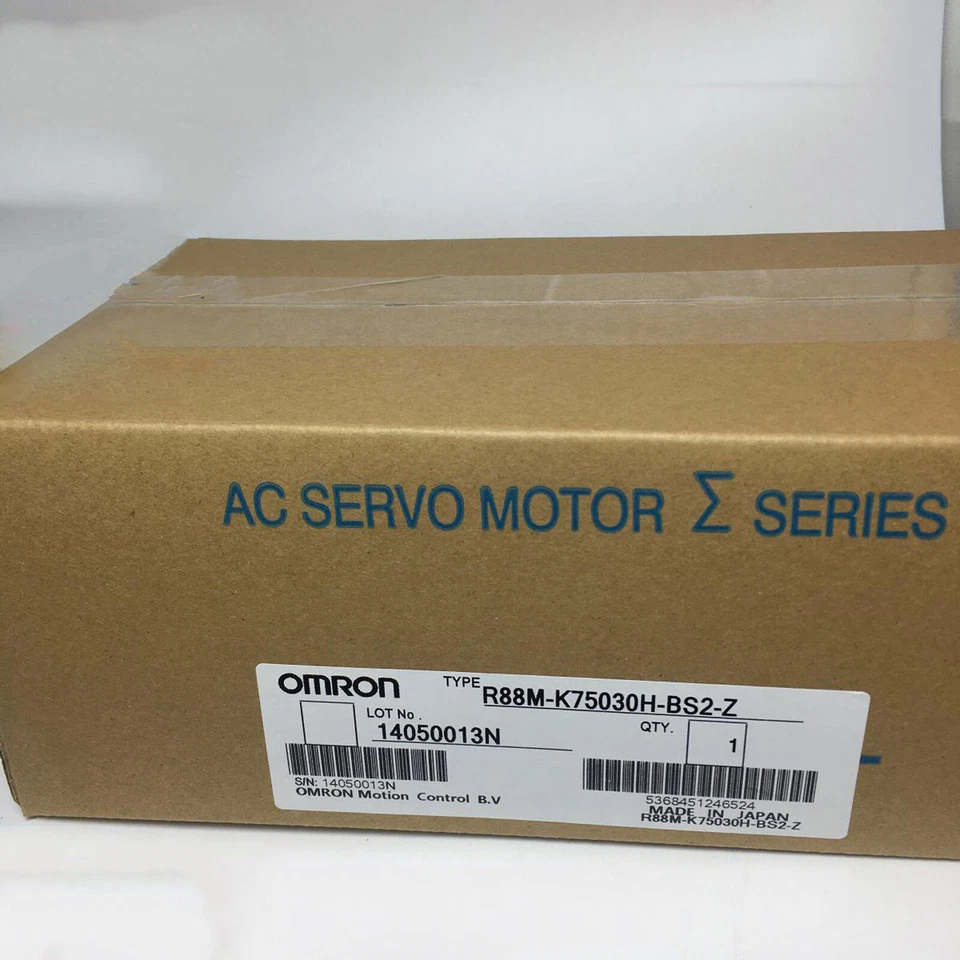 AC SERVO MOTOR Σ SERIES
OMRON
TYPE R88M-K75030H-BS2-Z
LOT No. 14050013N
QTY. 1
S/N: 14050013N
OMRON Motion Control B.V
5368451246524
MADE IN JAPAN
R88M-K75030H-BS2-Z